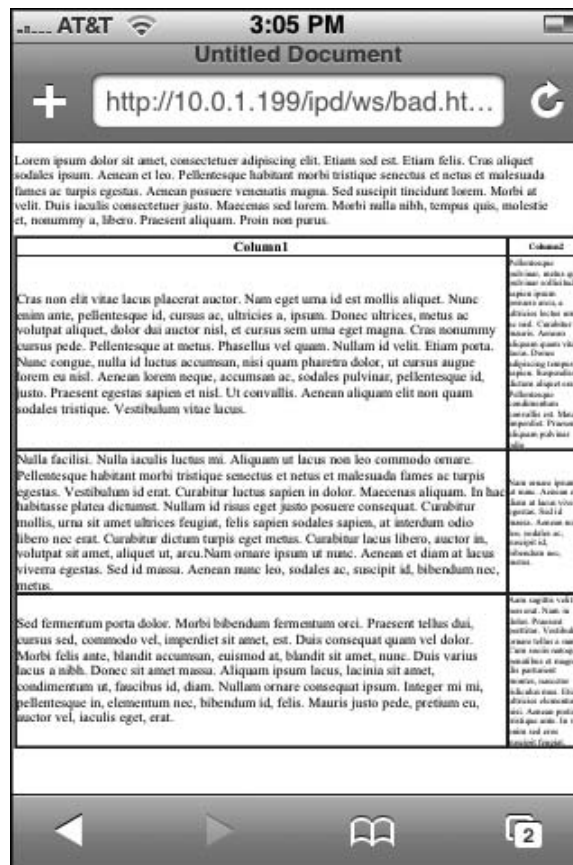 AT&T 3:05 PM
Untitled Document
http://10.0.1.199/ipd/ws/bad.ht...
Lorem ipsum dolor sit amet, consectetuer adipiscing elit. Etiam sed est. Etiam felis. Cras aliquet
sodales ipsum. Aenean et leo. Pellentesque habitant morbi tristique senectus et netus et malesuada
fames ac turpis egestas. Aenean posuere venenatis magna. Sed suscipit tincidunt lorem. Morbi at
velit. Duis iaculis consectetuer justo. Maecenas sed lorem. Morbi nulla nibh, tempus quis, molestie
et, nonummy a, libero. Praesent aliquam. Proin non purus.
Column1
Column2
Cras non elit vitae lacus placerat auctor. Nam eget urna id est mollis aliquet. Nunc
enim ante, pellentesque id, cursus ac, ultricies a, ipsum. Donec ultrices, metus ac
volutpat aliquet, dolor dui auctor nisl, et cursus sem urna eget magna. Cras nonummy
cursus pede. Pellentesque at metus. Phasellus vel quam. Nullam id velit. Etiam porta.
Nunc congue, nulla id luctus accumsan, nisi quam pharetra dolor, ut cursus augue
lorem eu nisl. Aenean lorem neque, accumsan ac, sodales pulvinar, pellentesque id,
justo. Praesent egestas sapien et nisl. Ut convallis. Aenean aliquam elit non quam
sodales tristique. Vestibulum vitae lacus.
Nulla facilisi. Nulla iaculis luctus mi. Aliquam ut lacus non leo commodo ornare.
Pellentesque habitant morbi tristique senectus et netus et malesuada fames ac turpis
egestas. Vestibulum id erat. Curabitur luctus sapien in dolor. Maecenas aliquam. In hac
habitasse platea dictumst. Nullam id risus eget justo posuere consequat. Curabitur
mollis, urna sit amet ultrices feugiat, felis sapien sodales sapien, at interdum odio
libero nec erat. Curabitur dictum turpis eget metus. Curabitur lacus libero, auctor in,
volutpat sit amet, aliquet ut, arcu.Nam ornare ipsum ut nunc. Aenean et diam at lacus
viverra egestas. Sed id massa. Aenean nunc leo, sodales ac, suscipit id, bibendum nec,
metus.
Sed fermentum porta dolor. Morbi bibendum fermentum orci. Praesent tellus dui,
cursus sed, commodo vel, imperdiet sit amet, est. Duis consequat quam vel dolor.
Morbi felis ante, blandit accumsan, euismod at, blandit sit amet, nunc. Duis varius
lacus a nibh. Donec sit amet massa. Aliquam ipsum lacus, lacinia sit amet,
condimentum ut, faucibus id, diam. Nullam ornare consequat ipsum. Integer mi mi,
pellentesque in, elementum nec, bibendum id, felis. Mauris justo pede, pretium eu,
auctor vel, iaculis eget, erat.
2